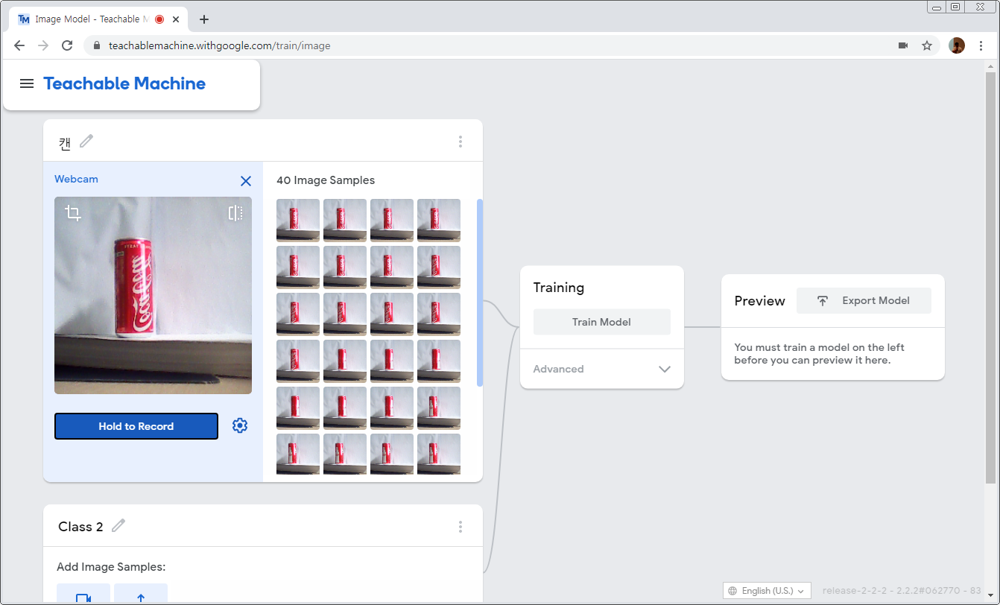 Image Model - Teachable M
teachablemachine.withgoogle.com/train/image
Teachable Machine
캔
Webcam
40 Image Samples
Coca-Cola
Hold to Record
Training
Train Model
Advanced
Preview
Export Model
You must train a model on the left
before you can preview it here.
Class 2
Add Image Samples:
English (U.S.)
release-2-2-2 - 2.2.2#062770 - 83